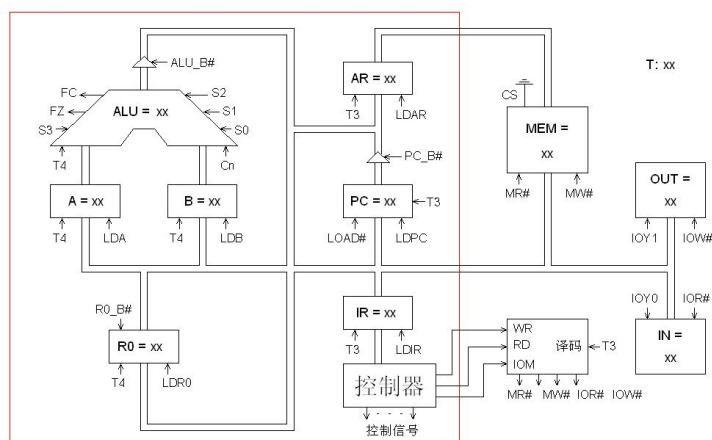 ALU_B#
FC
FZ
S3
ALU = xx
S2
S1
S0
T4
Cn
AR = xx
T3
LDAR
CS
MEM =
xx
MR#
MW#
T: xx
PC_B#
A = xx
T4
LDA
B = xx
T4
LDB
PC = xx
T3
LOAD#
LDPC
OUT =
xx
IOY1
IOW#
R0_B#
R0 = xx
T4
LDR0
IR = xx
T3
LDIR
控制器
控制信号
WR
RD
IOM
译码
T3
MR#
MW#
IOR#
IOW#
IOY0
IOR#
IN =
xx